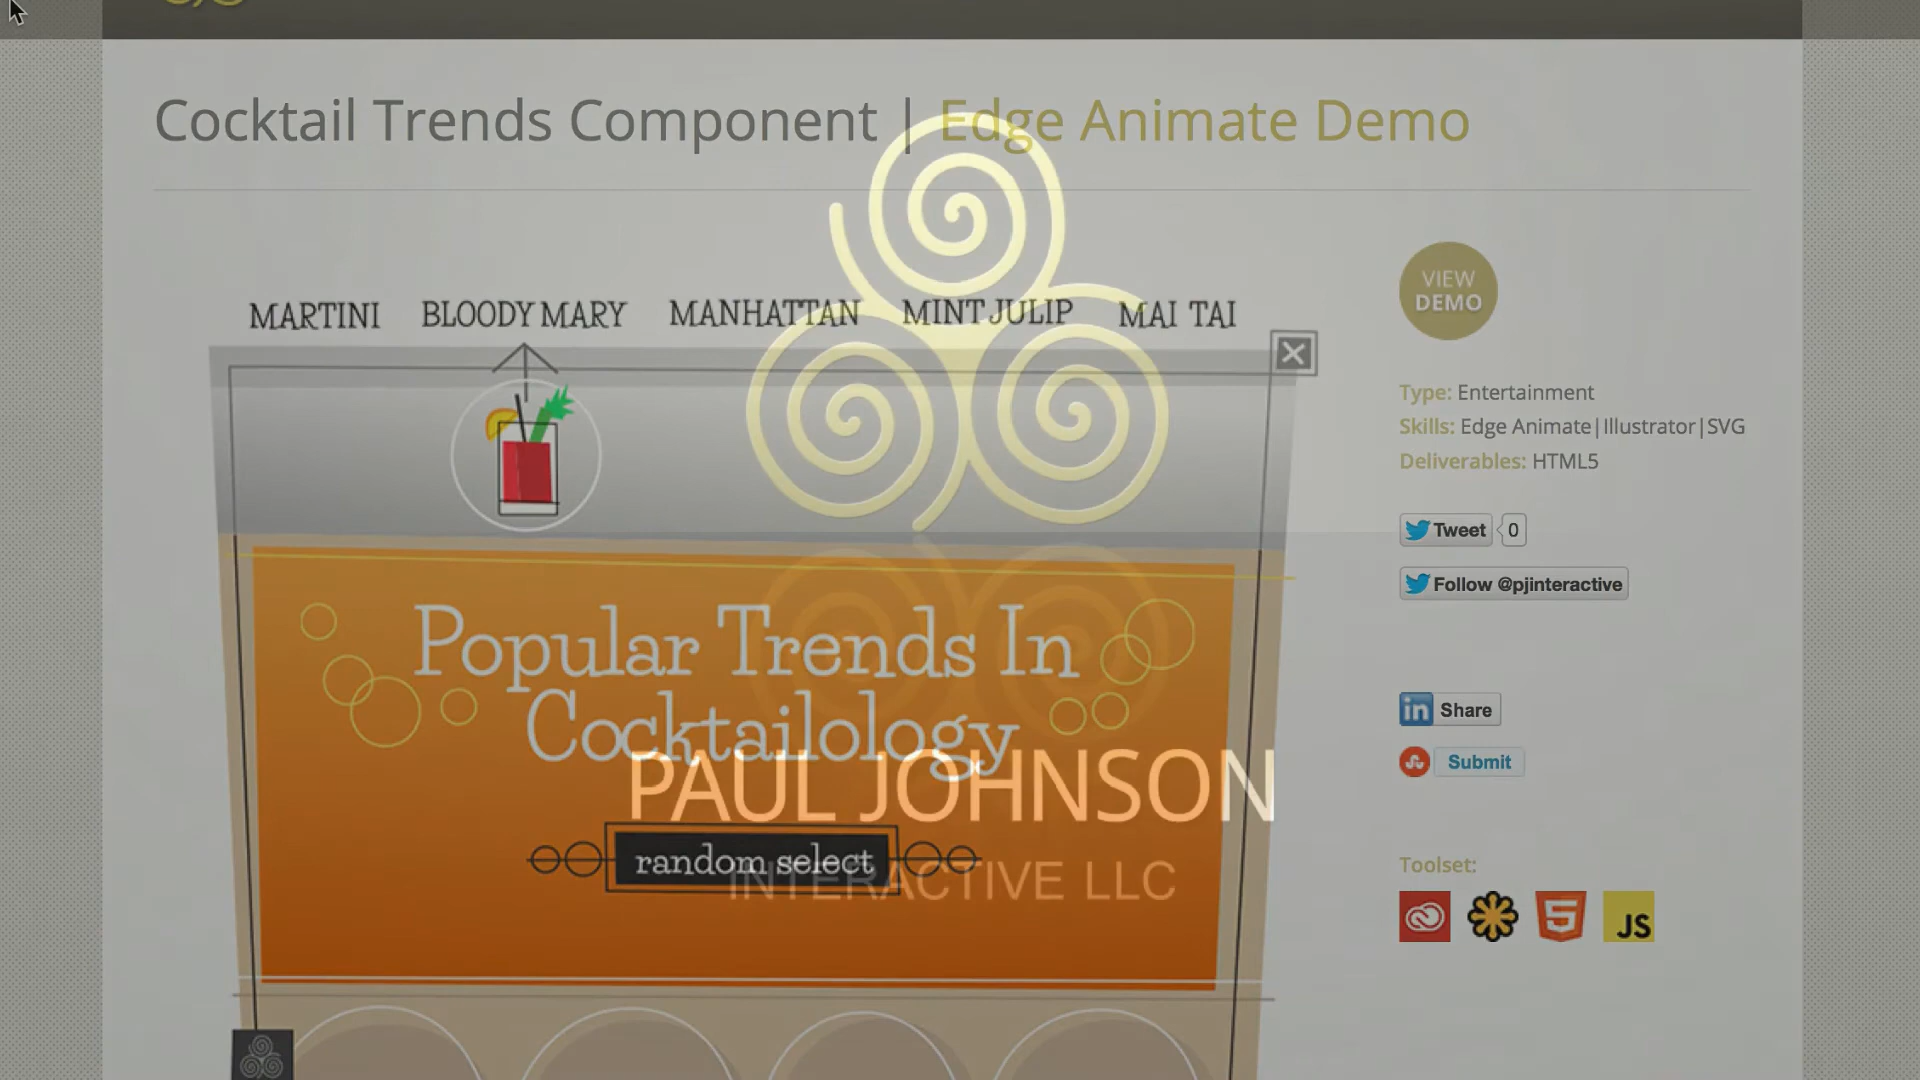 Cocktail Trends Component | Edge Animate Demo
MARTINI BLOODY MARY MANHATTAN MINT JULIP MAI TAI
VIEW
DEMO
Type: Entertainment
Skills: Edge Animate|Illustrator|SVG
Deliverables: HTML5
Tweet 0
Follow @pjinteractive
Popular Trends In
Cocktailology
PAUL JOHNSON
random select
INTERACTIVE LLC
in Share
Submit
Toolset:
5
JS